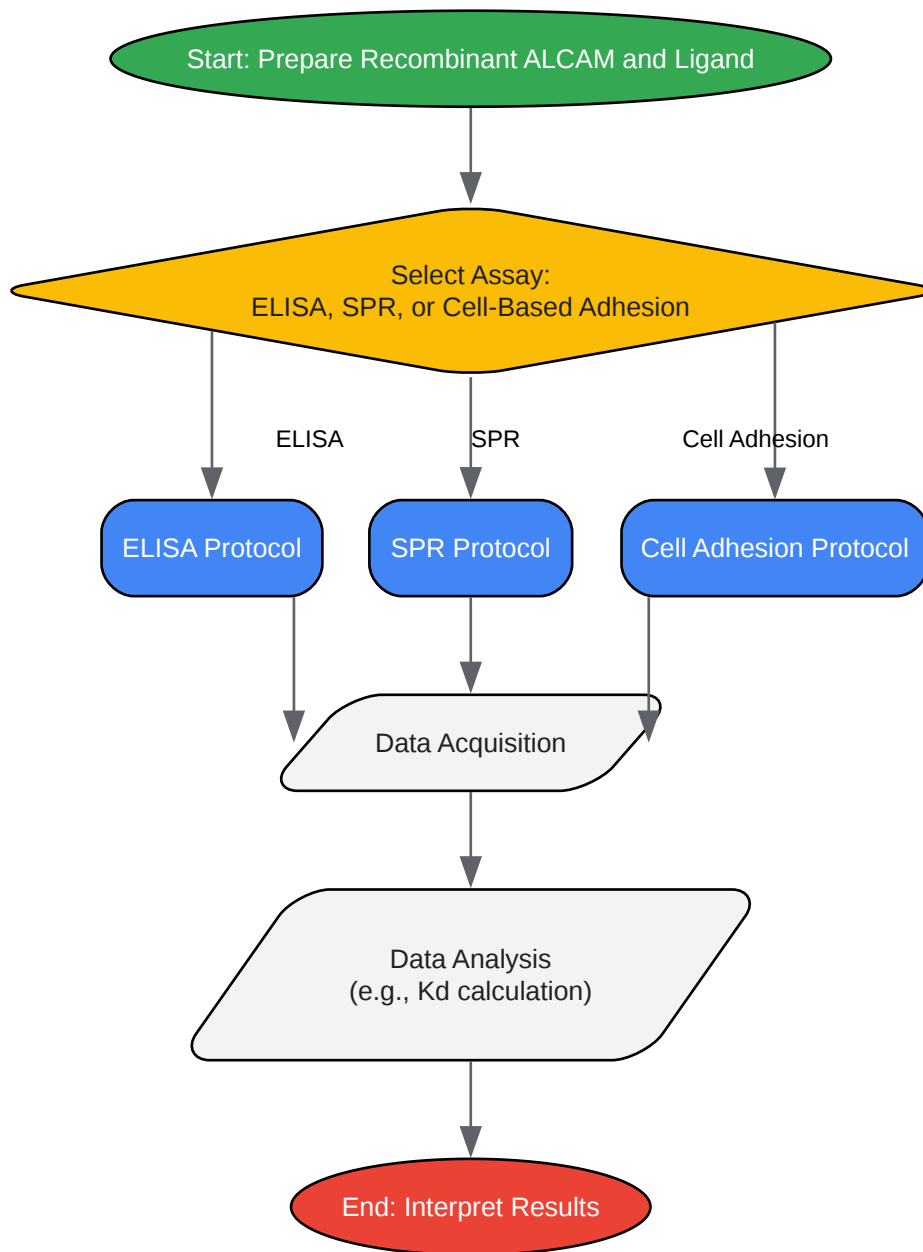 Start: Prepare Recombinant ALCAM and Ligand
Select Assay:
ELISA, SPR, or Cell-Based Adhesion
ELISA
SPR
Cell Adhesion
ELISA Protocol
SPR Protocol
Cell Adhesion Protocol
Data Acquisition
Data Analysis
(e.g., Kd calculation)
End: Interpret Results